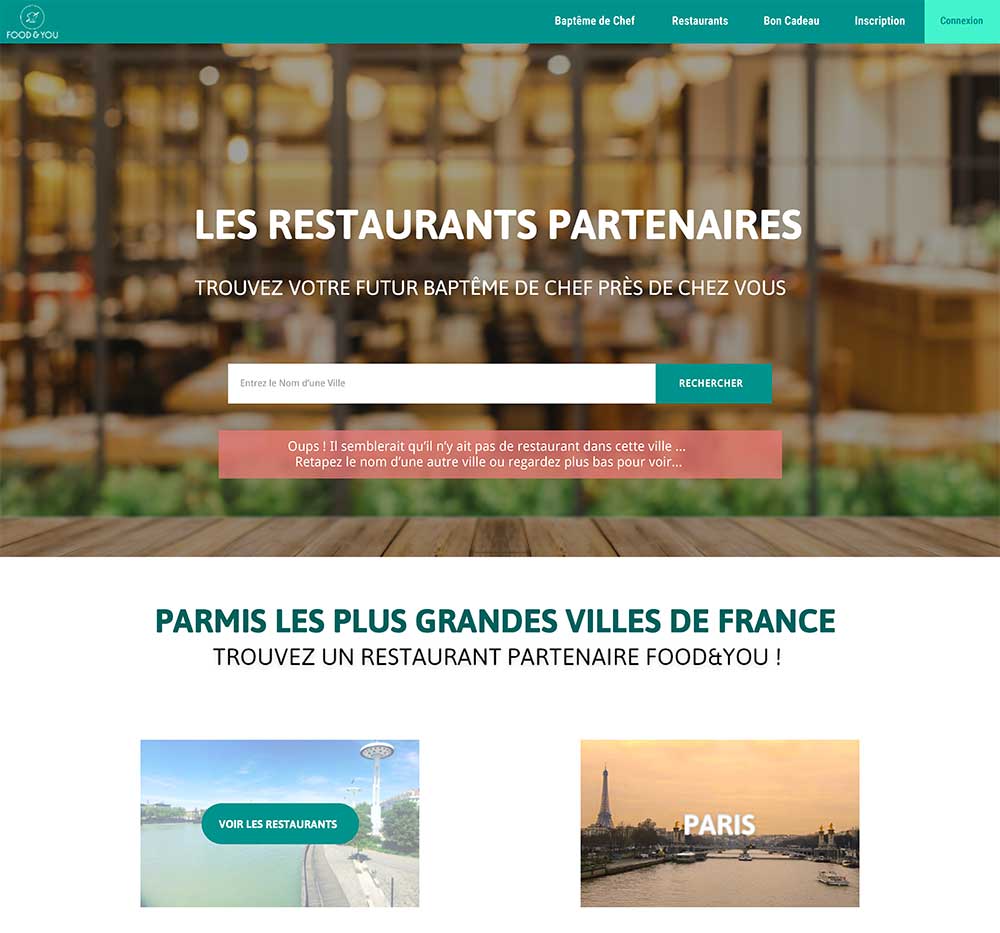 FOOD&YOU
Baptême de Chef
Restaurants
Bon Cadeau
Inscription
Connexion
LES RESTAURANTS PARTENAIRES
TROUVEZ VOTRE FUTUR BAPTÊME DE CHEF PRÈS DE CHEZ VOUS
Entrez le Nom d'une Ville
RECHERCHER
Oups ! Il semblerait qu'il n'y ait pas de restaurant dans cette ville ...
Retapez le nom d'une autre ville ou regardez plus bas pour voir...
PARMIS LES PLUS GRANDES VILLES DE FRANCE
TROUVEZ UN RESTAURANT PARTENAIRE FOOD&YOU !
VOIR LES RESTAURANTS
PARIS